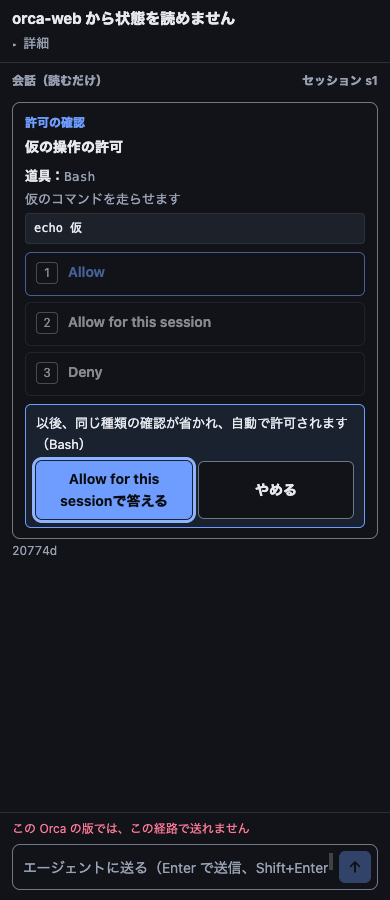 orca-web から状態を読めません
▸ 詳細
会話（読むだけ） セッション s1
許可の確認
仮の操作の許可
道具：Bash
仮のコマンドを走らせます
echo 仮
1 Allow
2 Allow for this session
3 Deny
以後、同じ種類の確認が省かれ、自動で許可されます
（Bash）
Allow for this
sessionで答える
やめる
20774d
この Orca の版では、この経路で送れません
エージェントに送る（Enter で送信、Shift+Enter
↑